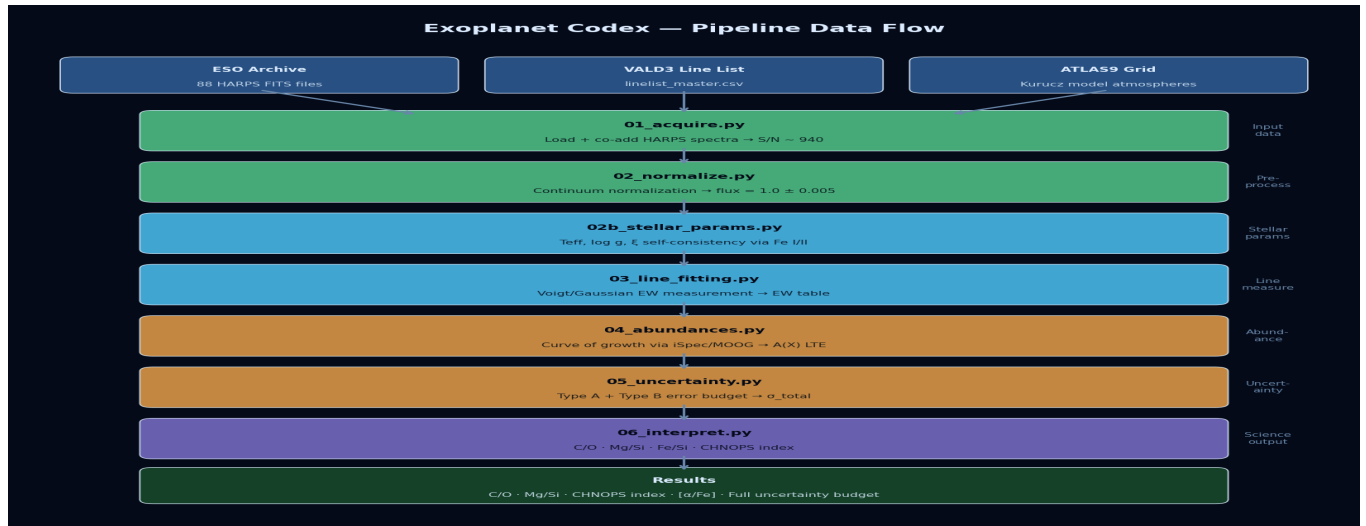 Exoplanet Codex — Pipeline Data Flow
ESO Archive
88 HARPS FITS files
VALD3 Line List
linelist_master.csv
ATLAS9 Grid
Kurucz model atmospheres
01_acquire.py
Load + co-add HARPS spectra → S/N ~ 940
Input
data
02_normalize.py
Continuum normalization → flux = 1.0 ± 0.005
Pre-
process
02b_stellar_params.py
Teff, log g, ξ self-consistency via Fe I/II
Stellar
params
03_line_fitting.py
Voigt/Gaussian EW measurement → EW table
Line
measure
04_abundances.py
Curve of growth via iSpec/MOOG → A(X) LTE
Abund-
ance
05_uncertainty.py
Type A + Type B error budget → σ_total
Uncert-
ainty
06_interpret.py
C/O · Mg/Si · Fe/Si · CHNOPS index
Science
output
Results
C/O · Mg/Si · CHNOPS index · [α/Fe] · Full uncertainty budget